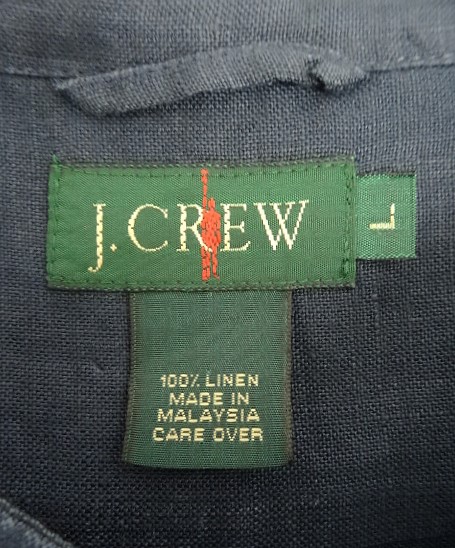 J. CREW
L
100% LINEN
MADE IN
MALAYSIA
CARE OVER